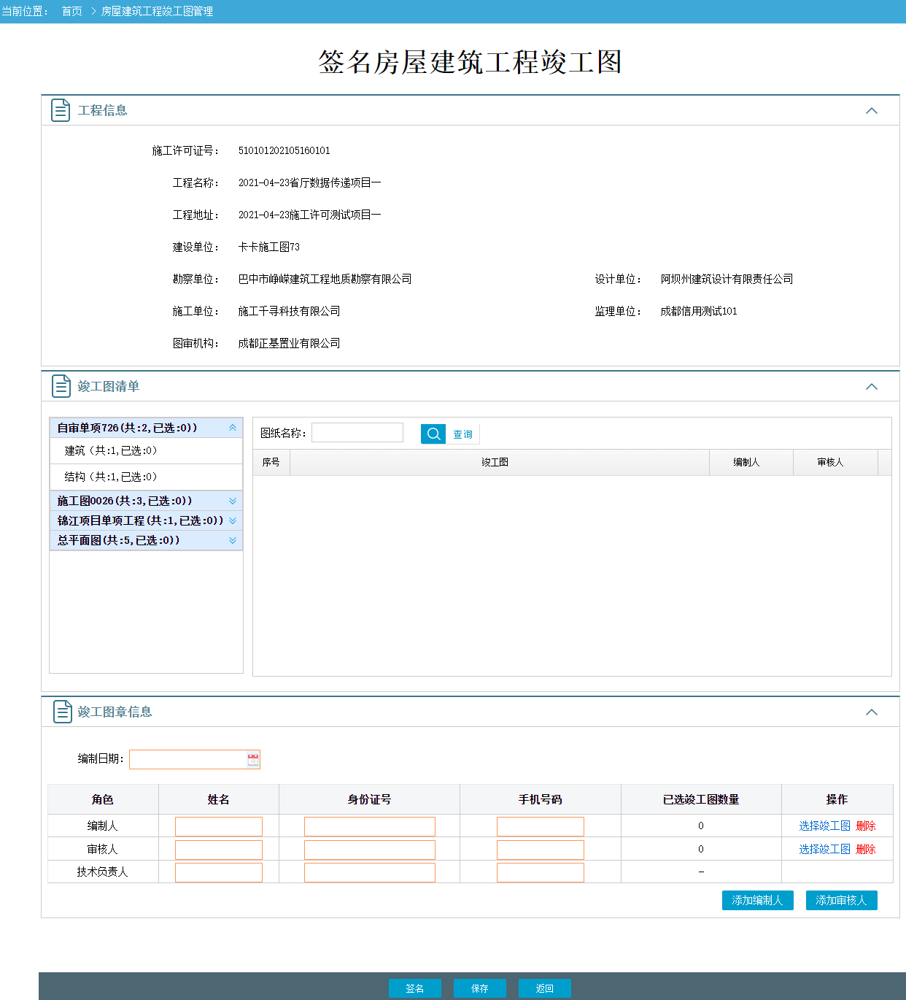 当前位置： 首页 > 房屋建筑工程竣工图管理
签名房屋建筑工程竣工图
工程信息
施工许可证号： 510101202105160101
工程名称： 2021-04-23省厅数据传递项目一
工程地址： 2021-04-23施工许可测试项目一
建设单位： 卡卡施工图73
勘察单位： 巴中市峥嵘建筑工程地质勘察有限公司 设计单位： 阿坝州建筑设计有限责任公司
施工单位： 施工千寻科技有限公司 监理单位： 成都信用测试101
图审机构： 成都正基置业有限公司
竣工图清单
自审单项726(共:2,已选:0))
建筑（共:1,已选:0）
结构（共:1,已选:0）
施工图0026(共:3,已选:0))
锦江项目单项工程(共:1,已选:0))
总平面图(共:5,已选:0))
图纸名称： 查询
序号 竣工图 编制人 审核人
竣工图章信息
编制日期：
角色 姓名 身份证号 手机号码 已选竣工图数量 操作
编制人 0 选择竣工图 删除
审核人 0 选择竣工图 删除
技术负责人 –
添加编制人 添加审核人
签名 保存 返回